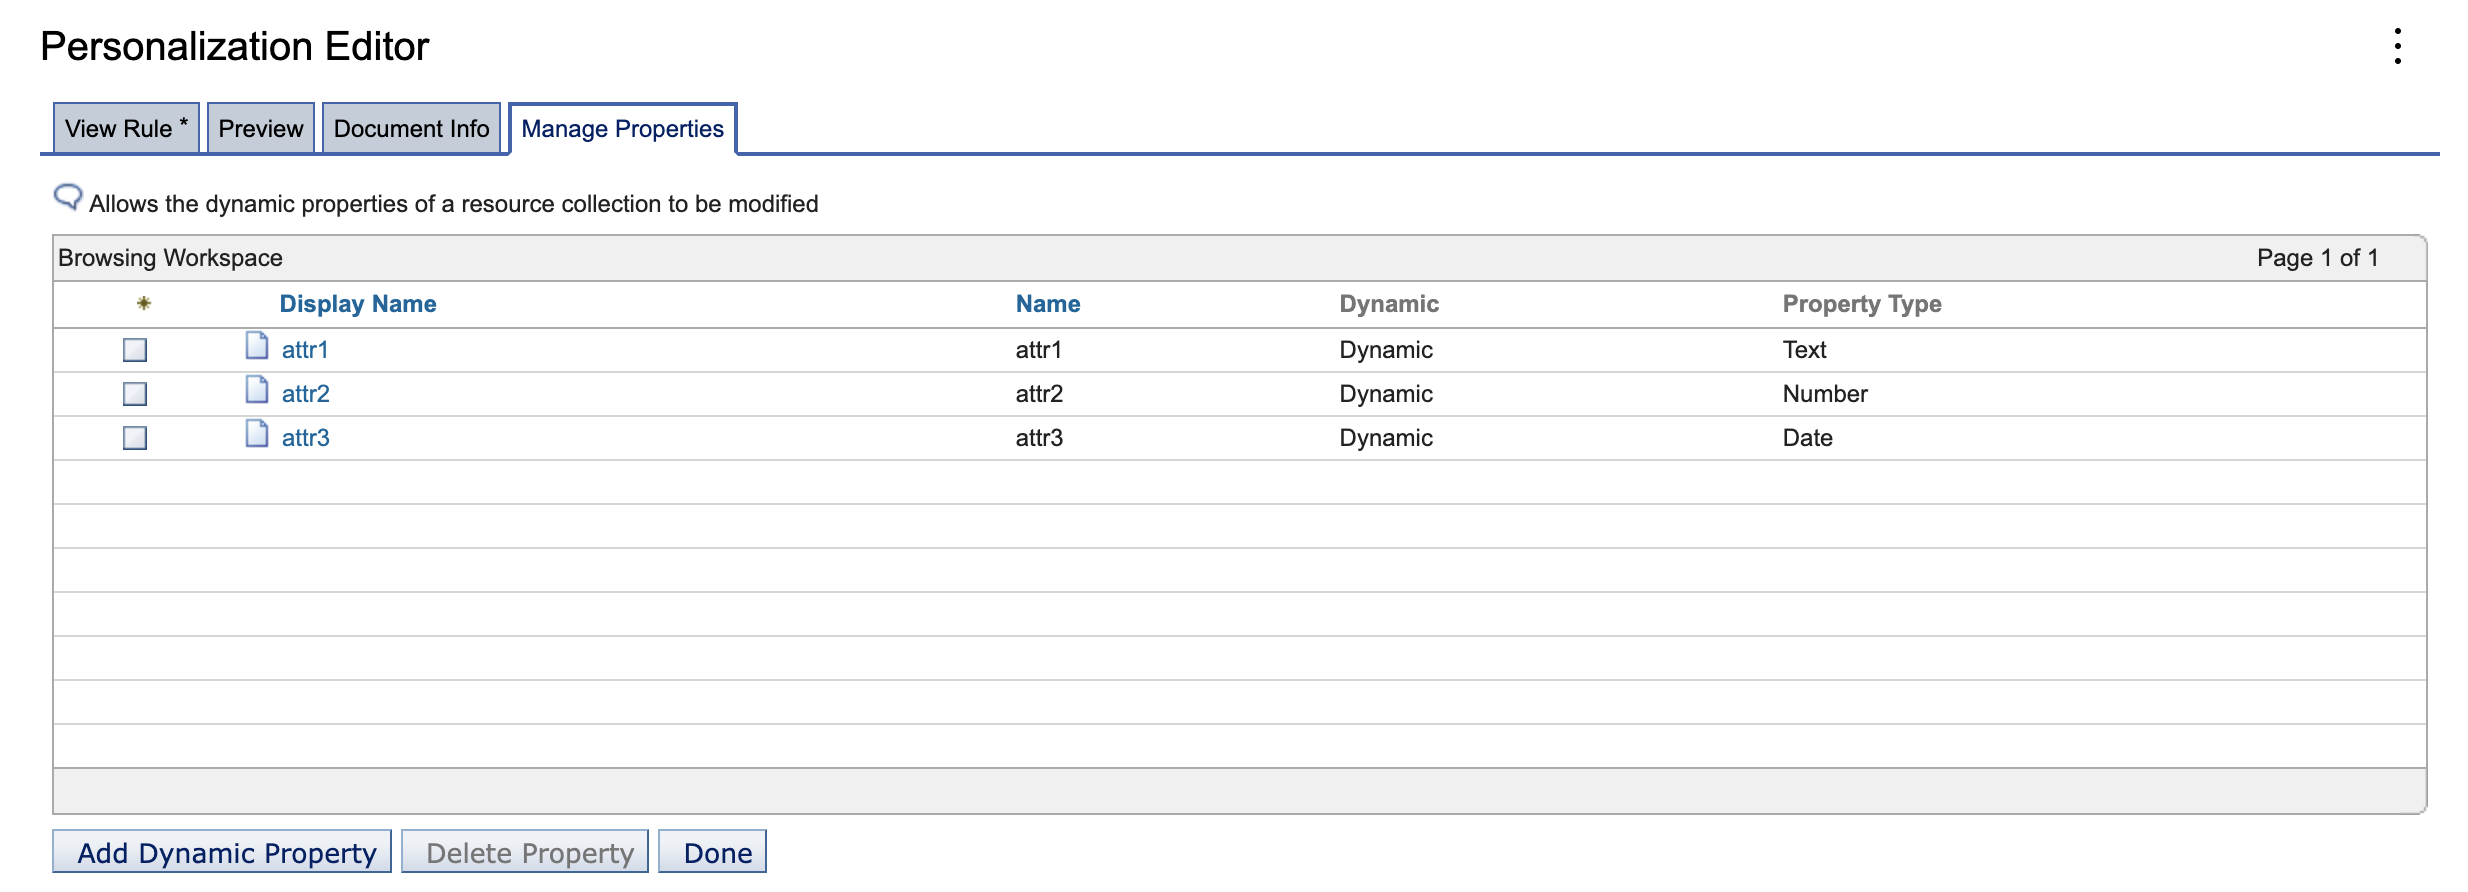 Personalization Editor
View Rule * Preview Document Info Manage Properties
Allows the dynamic properties of a resource collection to be modified
Browsing Workspace Page 1 of 1
Display Name Name Dynamic Property Type
attr1 attr1 Dynamic Text
attr2 attr2 Dynamic Number
attr3 attr3 Dynamic Date
Add Dynamic Property Delete Property Done